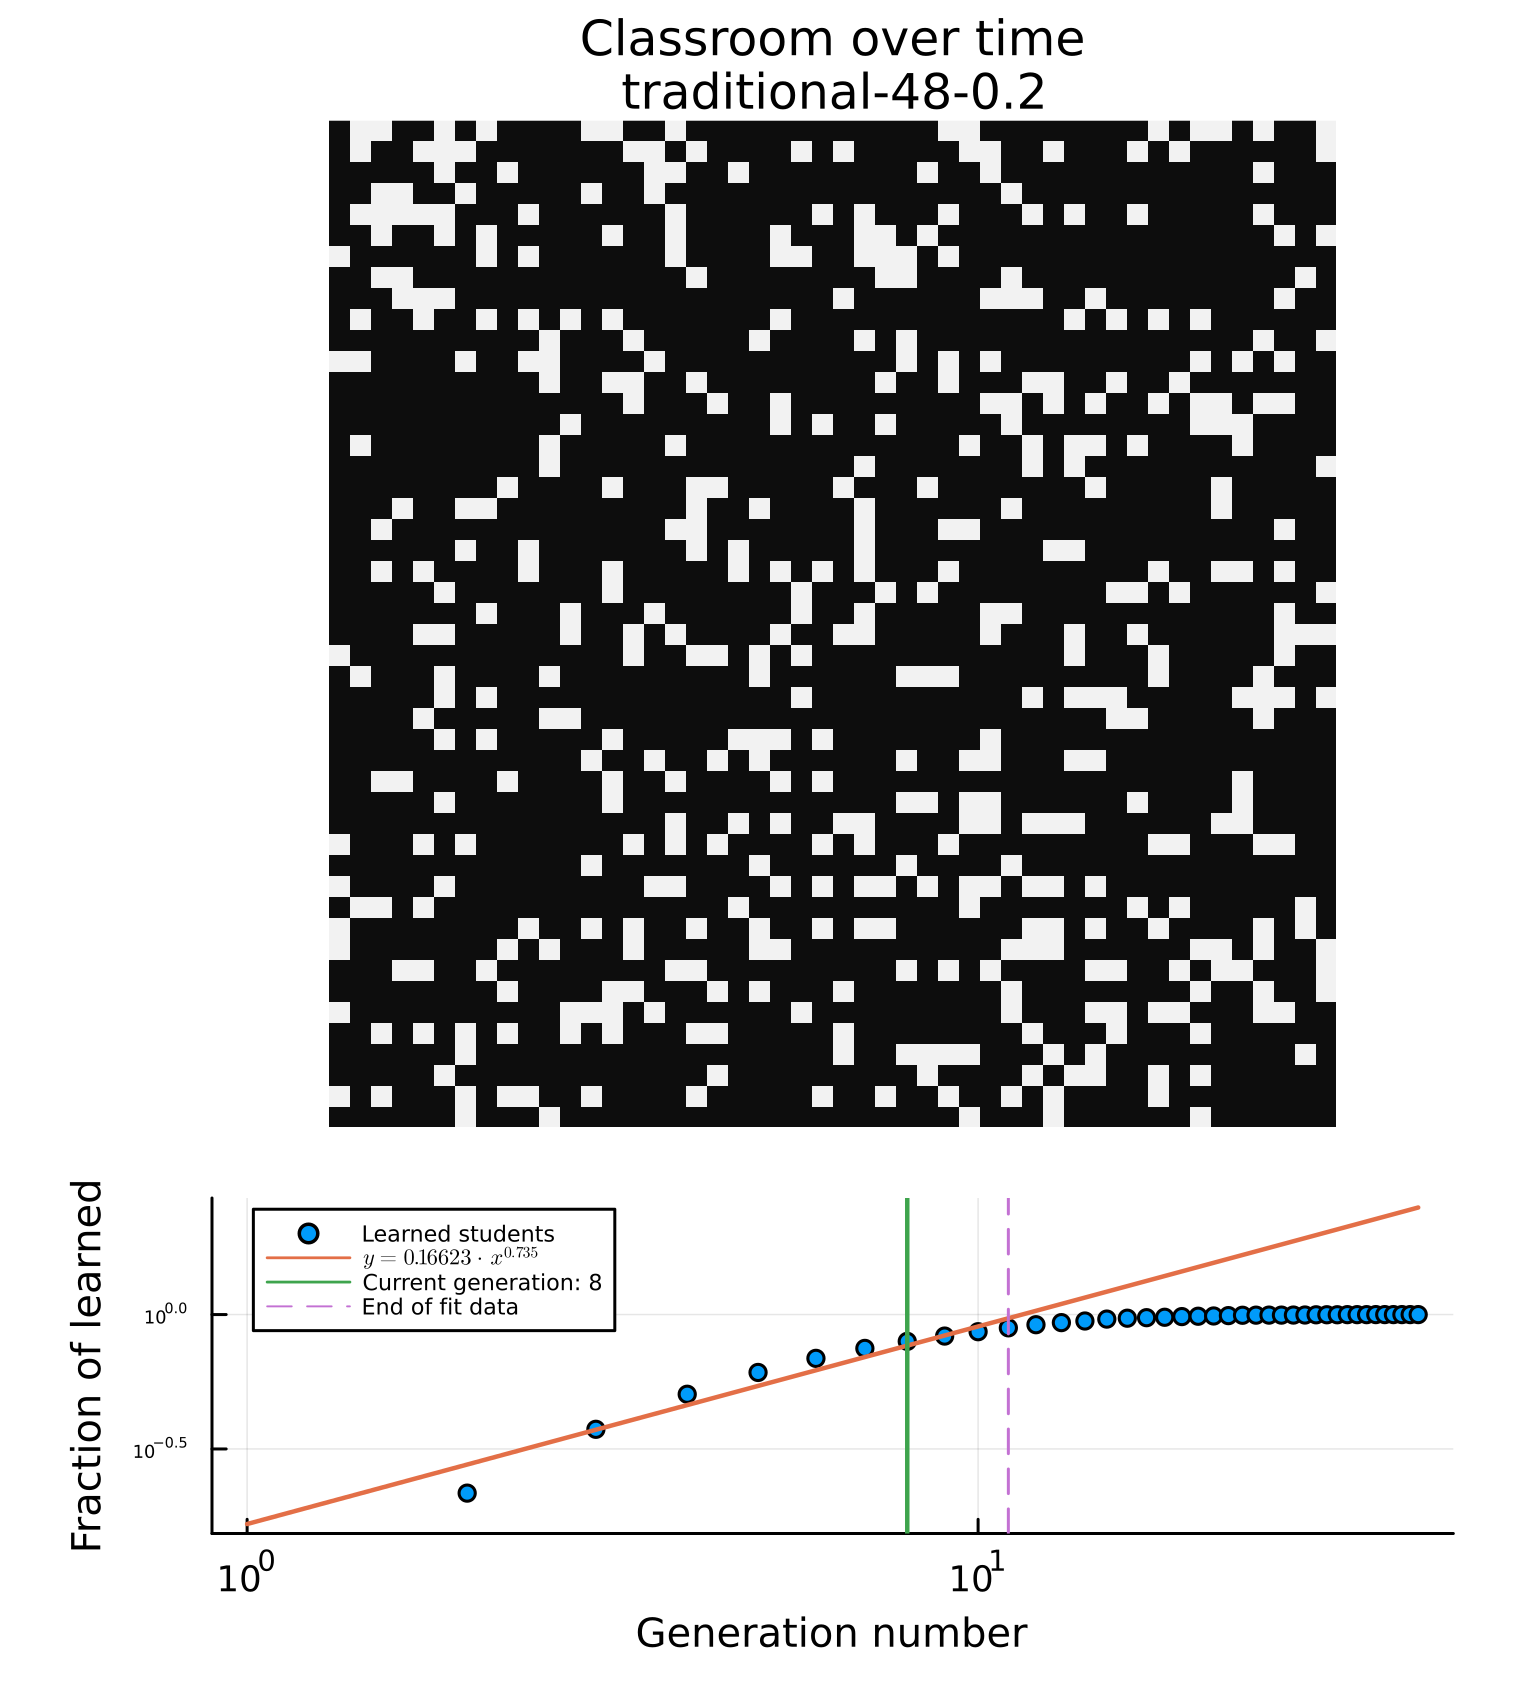 Classroom over time
traditional-48-0.2
Fraction of learned
Learned students
y = 0.16623 · x^0.735
Current generation: 8
End of fit data
10^0.0
10^−0.5
10^0
10^1
Generation number